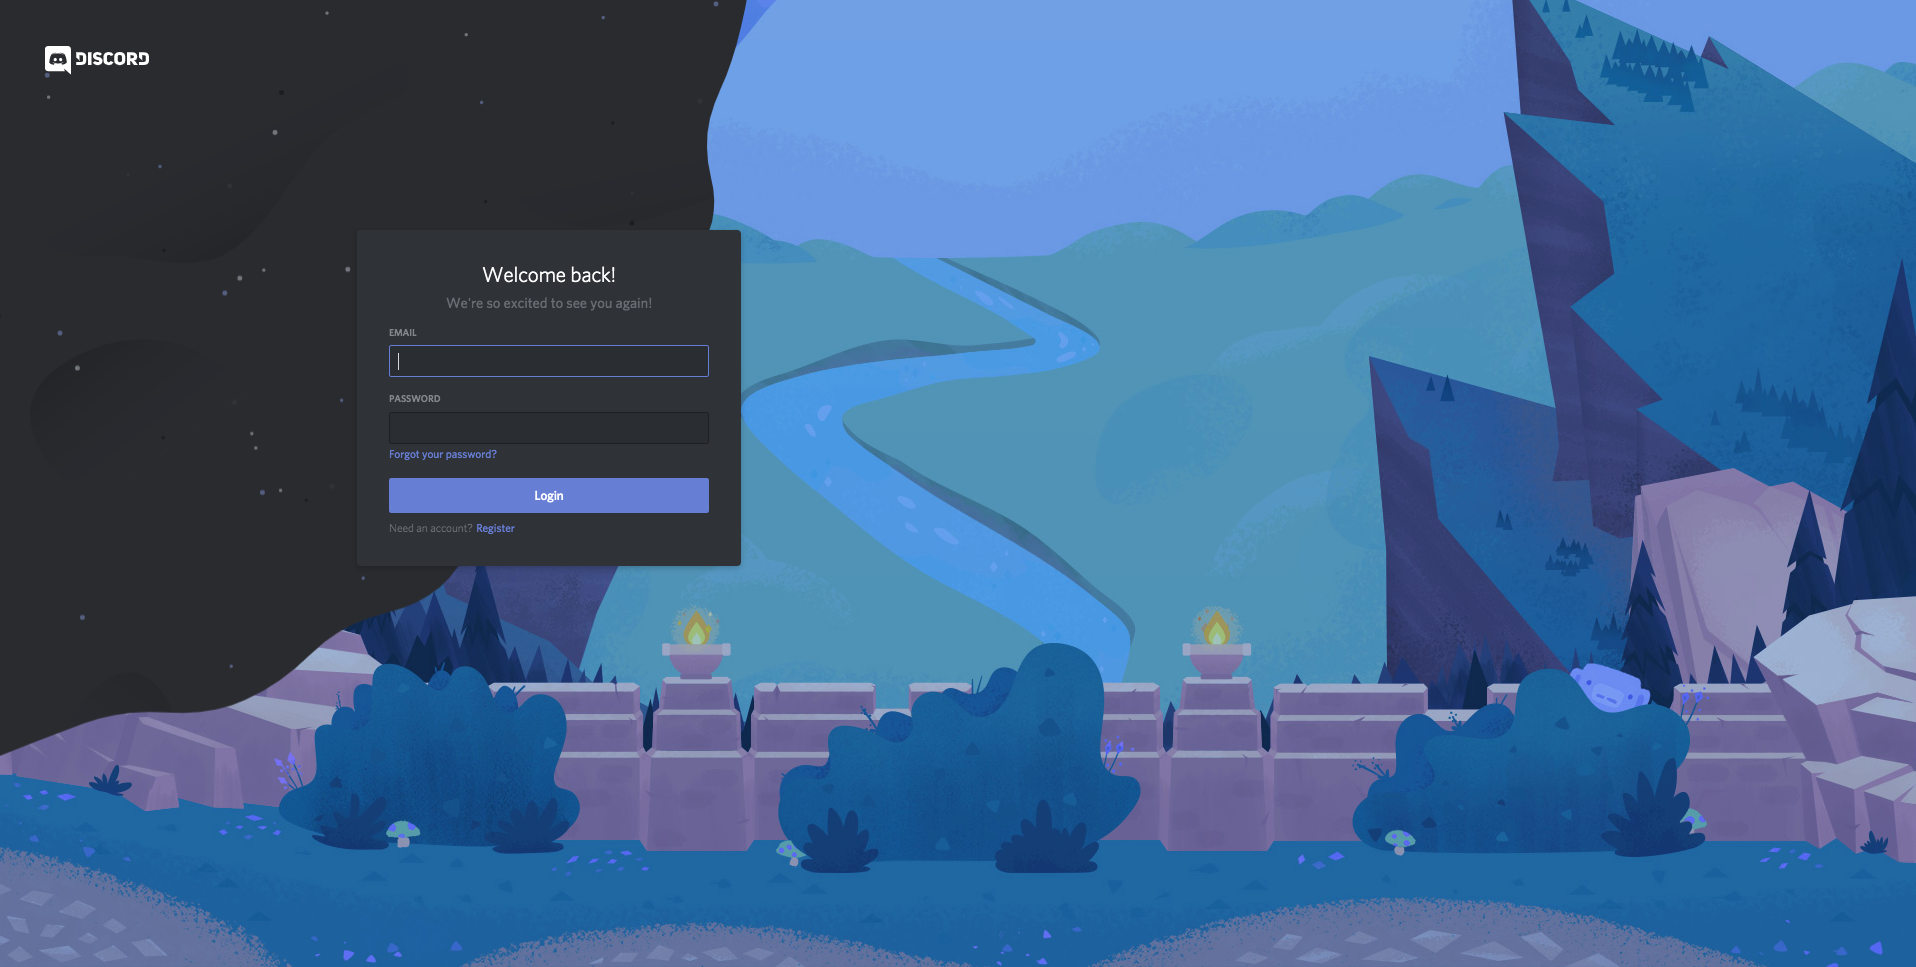 DISCORD
Welcome back!
We're so excited to see you again!
EMAIL
PASSWORD
Forgot your password?
Login
Need an account? Register